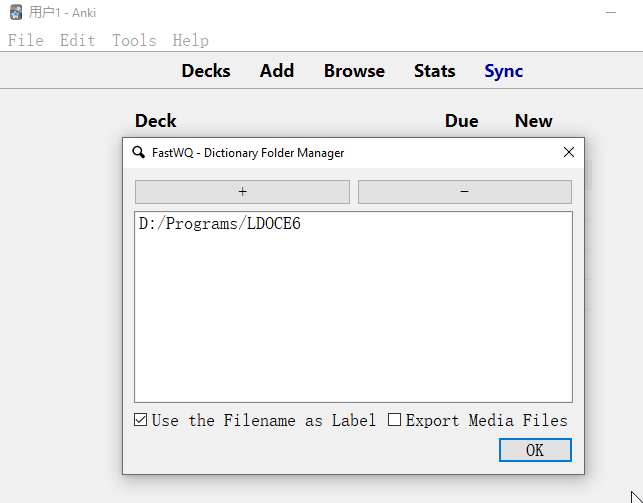 用户1 - Anki
File Edit Tools Help
Decks Add Browse Stats Sync
Deck Due New
FastWQ - Dictionary Folder Manager
+ -
D:/Programs/LDOCE6
Use the Filename as Label Export Media Files
OK